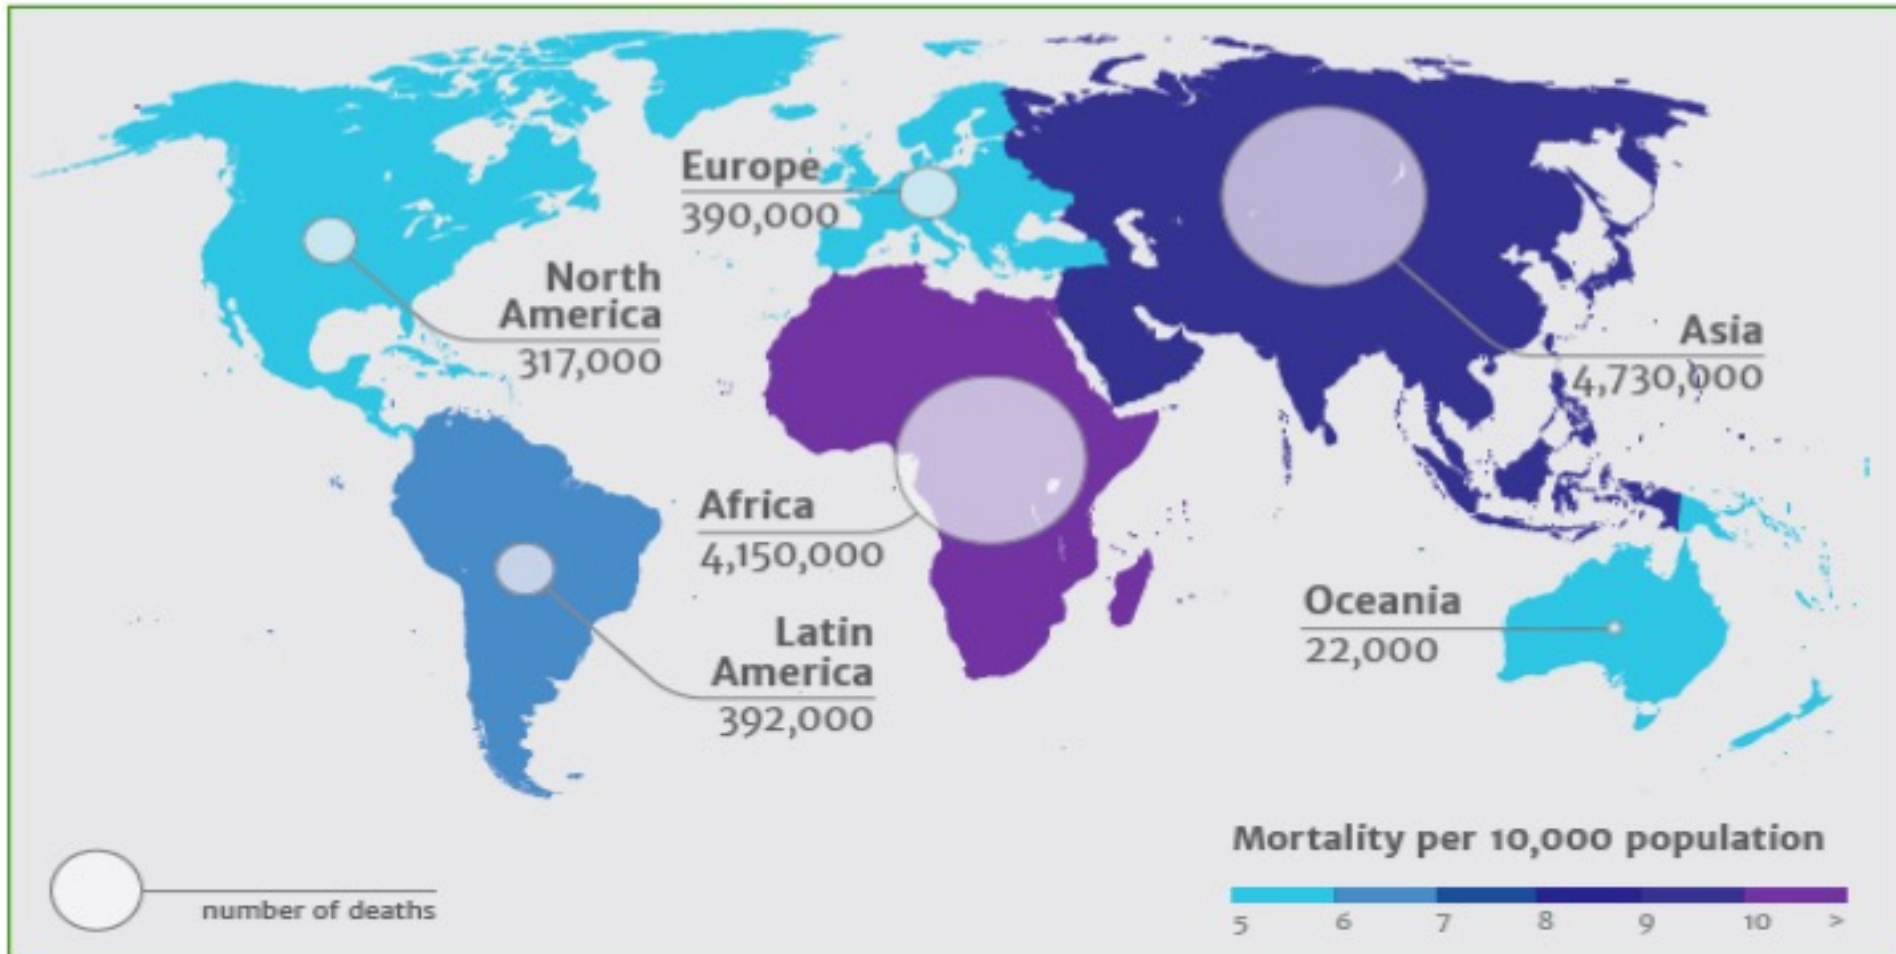 Europe
390,000
North
America
317,000
Asia
4,730,000
Africa
4,150,000
Latin
America
392,000
Oceania
22,000
number of deaths
Mortality per 10,000 population
5 6 7 8 9 10 >